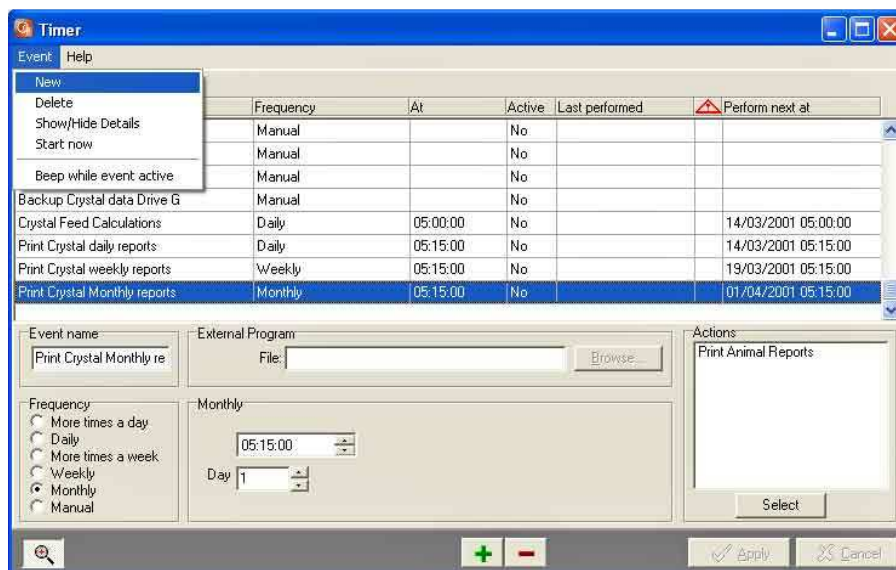 Timer
Event Help
New
Delete
Show/Hide Details
Start now
Beep while event active
Frequency At Active Last performed Perform next at
Manual No
Manual No
Manual No
Backup Crystal data Drive G Manual No
Crystal Feed Calculations Daily 05:00:00 No 14/03/2001 05:00:00
Print Crystal daily reports Daily 05:15:00 No 14/03/2001 05:15:00
Print Crystal weekly reports Weekly 05:15:00 No 19/03/2001 05:15:00
Print Crystal Monthly reports Monthly 05:15:00 No 01/04/2001 05:15:00
Event name External Program Actions
Print Crystal Monthly re File: Browse... Print Animal Reports
Frequency Monthly
More times a day
Daily 05:15:00
More times a week
Weekly Day 1
Monthly
Manual Select
Apply Cancel